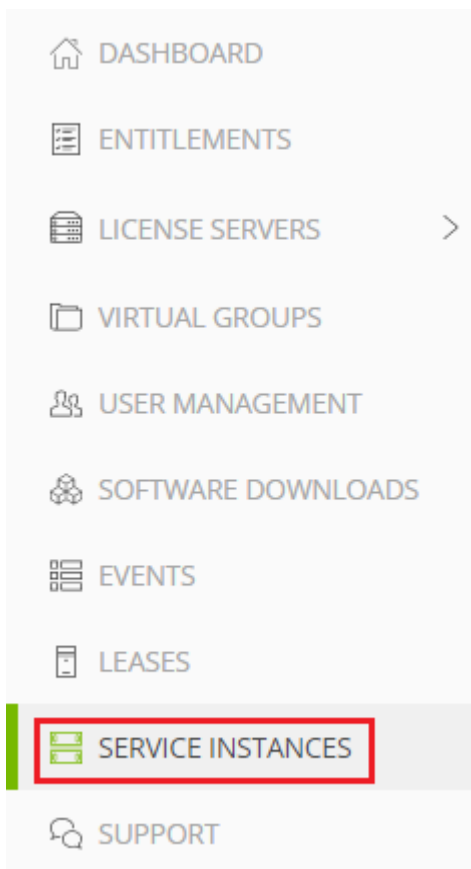 DASHBOARD
ENTITLEMENTS
LICENSE SERVERS
VIRTUAL GROUPS
USER MANAGEMENT
SOFTWARE DOWNLOADS
EVENTS
LEASES
SERVICE INSTANCES
SUPPORT